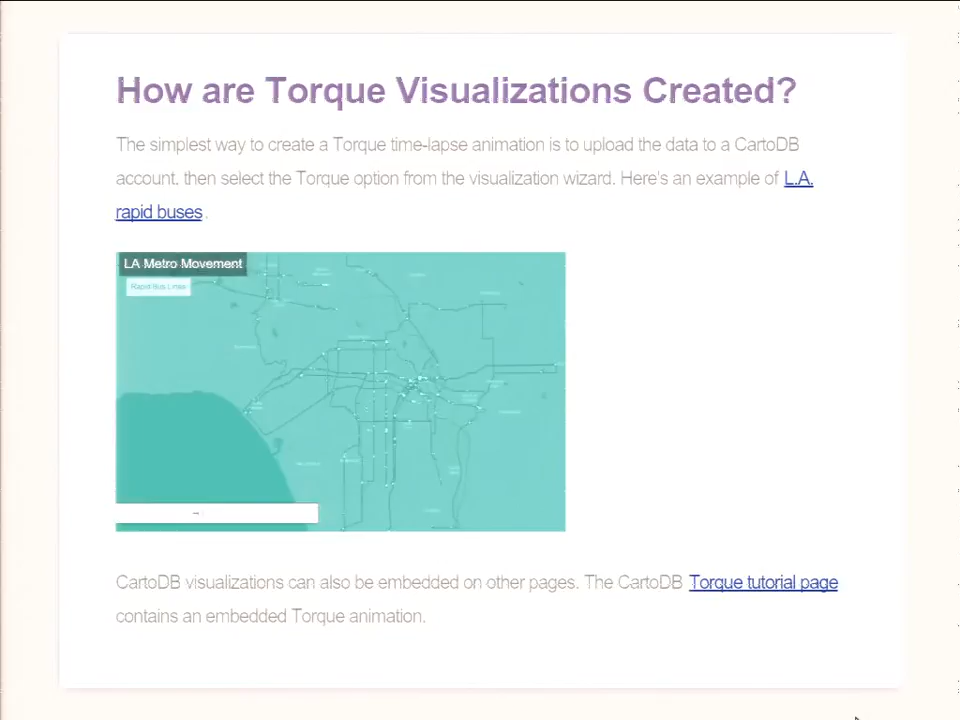 How are Torque Visualizations Created?
The simplest way to create a Torque time-lapse animation is to upload the data to a CartoDB
account, then select the Torque option from the visualization wizard. Here's an example of L.A.
rapid buses.
LA Metro Movement
Rapid Bus Links
CartoDB visualizations can also be embedded on other pages. The CartoDB Torque tutorial page
contains an embedded Torque animation.